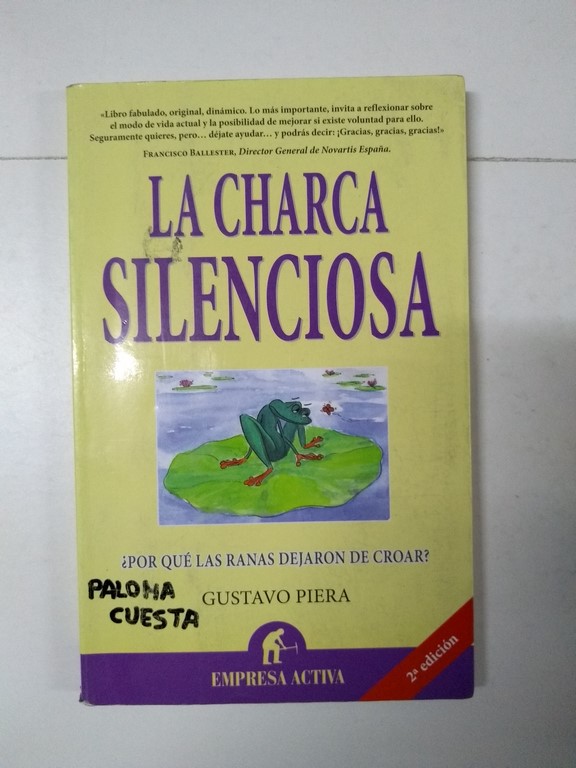 «Libro fabulado, original, dinámico. Lo más importante, invita a reflexionar sobre
el modo de vida actual y la posibilidad de mejorar si existe voluntad para ello.
Seguramente quieres, pero... déjate ayudar... y podrás decir: ¡Gracias, gracias, gracias!»
FRANCISCO BALLESTER, Director General de Novartis España.
LA CHARCA
SILENCIOSA
¿POR QUÉ LAS RANAS DEJARON DE CROAR?
PALOMA
CUESTA
GUSTAVO PIERA
2ª edición
EMPRESA ACTIVA